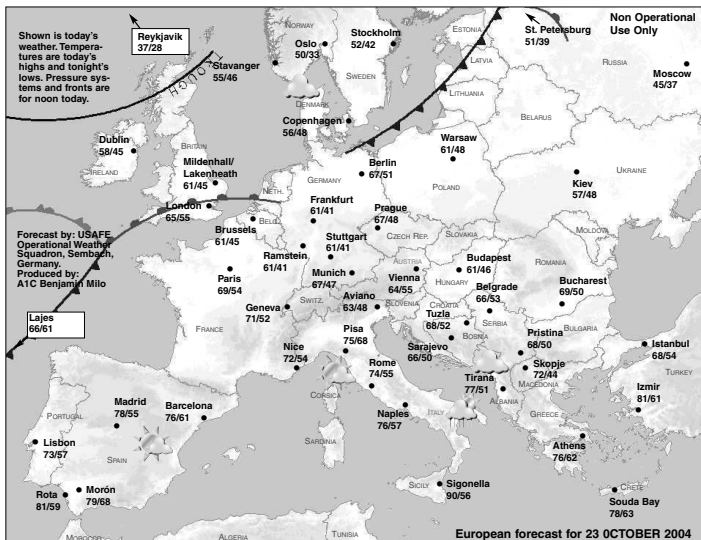 Shown is today's
weather. Tempera-
tures are today's
highs and tonight's
lows. Pressure sys-
tems and fronts are
for noon today.
Reykjavik
37/28
TROUGH
Stavanger
55/46
NORWAY
Oslo
50/33
Stockholm
52/42
SWEDEN
ESTONIA
LATVIA
LITHUANIA
St. Petersburg
51/39
Non Operational
Use Only
RUSSIA
Moscow
45/37
BELARUS
DENMARK
Copenhagen
56/48
Dublin
58/45
IRELAND
BRITAIN
Mildenhall/
Lakenheath
61/45
London
65/55
NETH.
GERMANY
Berlin
67/51
Warsaw
61/48
POLAND
UKRAINE
Kiev
57/48
Forecast by: USAFE
Operational Weather
Squadron, Sembach,
Germany.
Produced by:
A1C Benjamin Milo
Brussels
61/45
BELG.
Frankfurt
61/41
Prague
67/48
CZECH REP.
SLOVAKIA
MOLDOVA
Ramstein
61/41
Stuttgart
61/41
Paris
69/54
Munich
67/47
AUSTRIA
Vienna
64/55
Budapest
61/46
HUNGARY
ROMANIA
Lajes
66/61
Geneva
71/52
SWITZ.
Aviano
63/48
SLOVENIA
CROATIA
Belgrade
66/53
Bucharest
69/50
FRANCE
Tuzla
68/52
BOSNIA
SERBIA
Nice
72/54
Pisa
75/68
Sarajevo
66/50
Pristina
68/50
BULGARIA
Istanbul
68/54
TURKEY
Rome
74/55
Tirana
77/51
ALBANIA
Skopje
72/44
MACEDONIA
Izmir
81/61
CORSICA
Madrid
78/55
Barcelona
76/61
PORTUGAL
SPAIN
Naples
76/57
ITALY
GREECE
Lisbon
73/57
SARDINIA
Athens
76/62
Rota
81/59
Morón
79/68
SICILY
Sigonella
90/56
CRETE
Souda Bay
78/63
MOROCCO
ALGERIA
TUNISIA
European forecast for 23 OCTOBER 2004